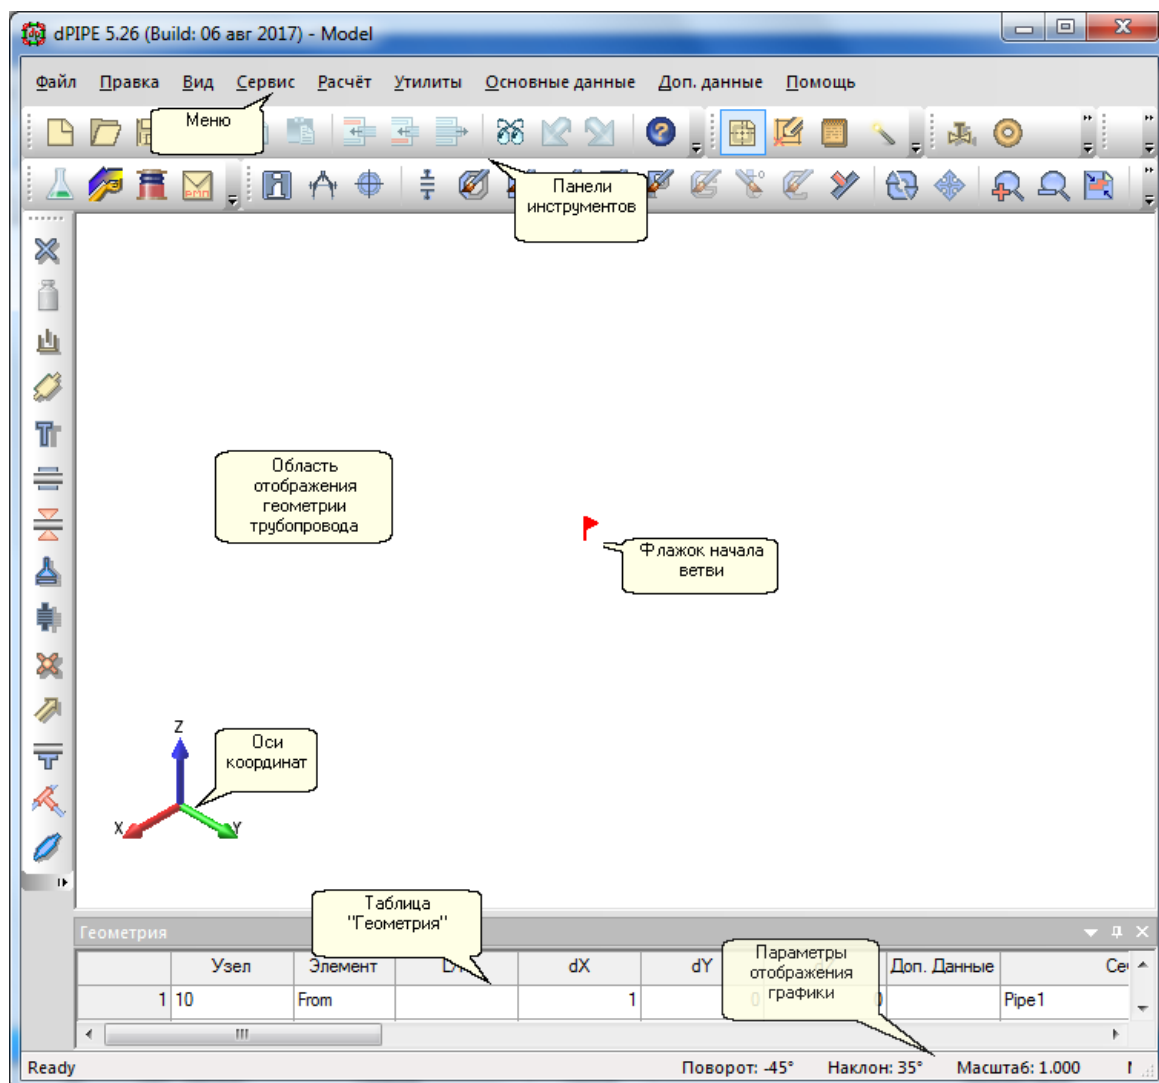 dPIPE 5.26 (Build: 06 авг 2017) - Model
Файл Правка Вид Сервис Расчёт Утилиты Основные данные Доп. данные Помощь
Меню
Панели
инструментов
Область
отображения
геометрии
трубопровода
Флажок начала
ветви
Z
Оси
координат
X
Y
Таблица
"Геометрия"
Геометрия
Параметры
отображения
графики
Узел Элемент dX dY Доп. Данные
1 10 From 1 0 0 Pipe1
Ready Поворот: -45° Наклон: 35° Масштаб: 1.000